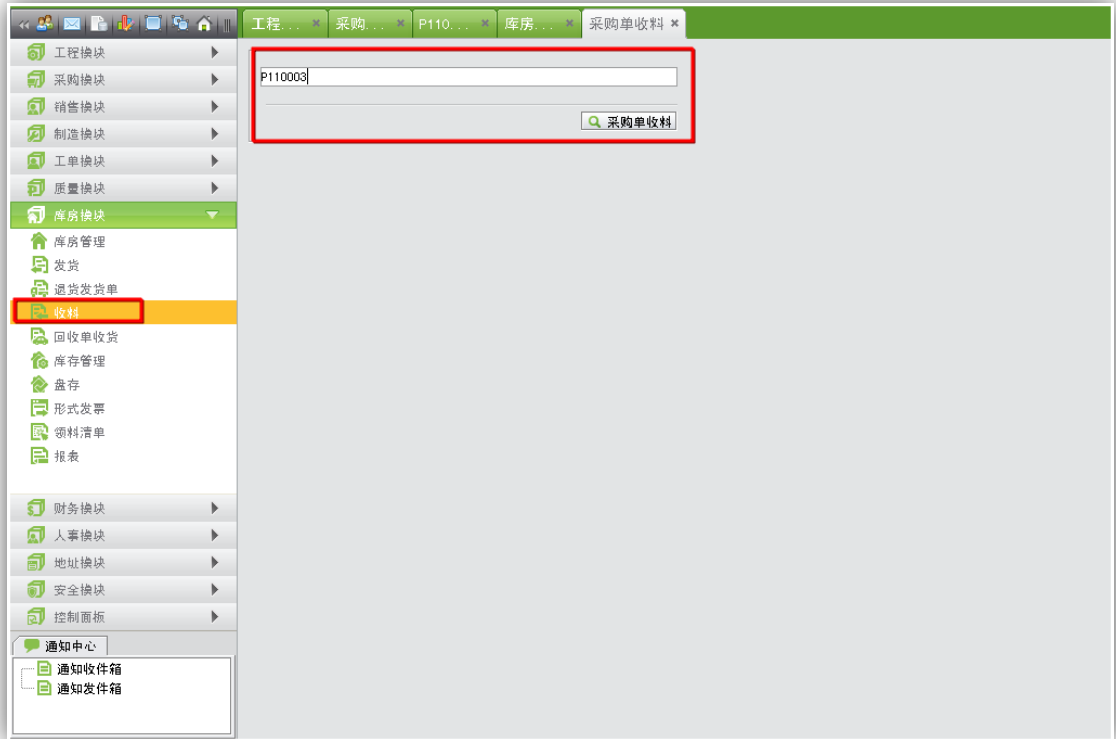 工程... × 采购... × P110... × 库房... × 采购单收料 ×
工程模块
采购模块
销售模块
制造模块
工单模块
质量模块
库房模块
库房管理
发货
退货发货单
收料
回收单收货
库存管理
盘存
形式发票
领料清单
报表
财务模块
人事模块
地址模块
安全模块
控制面板
通知中心
通知收件箱
通知发件箱
P110003
采购单收料